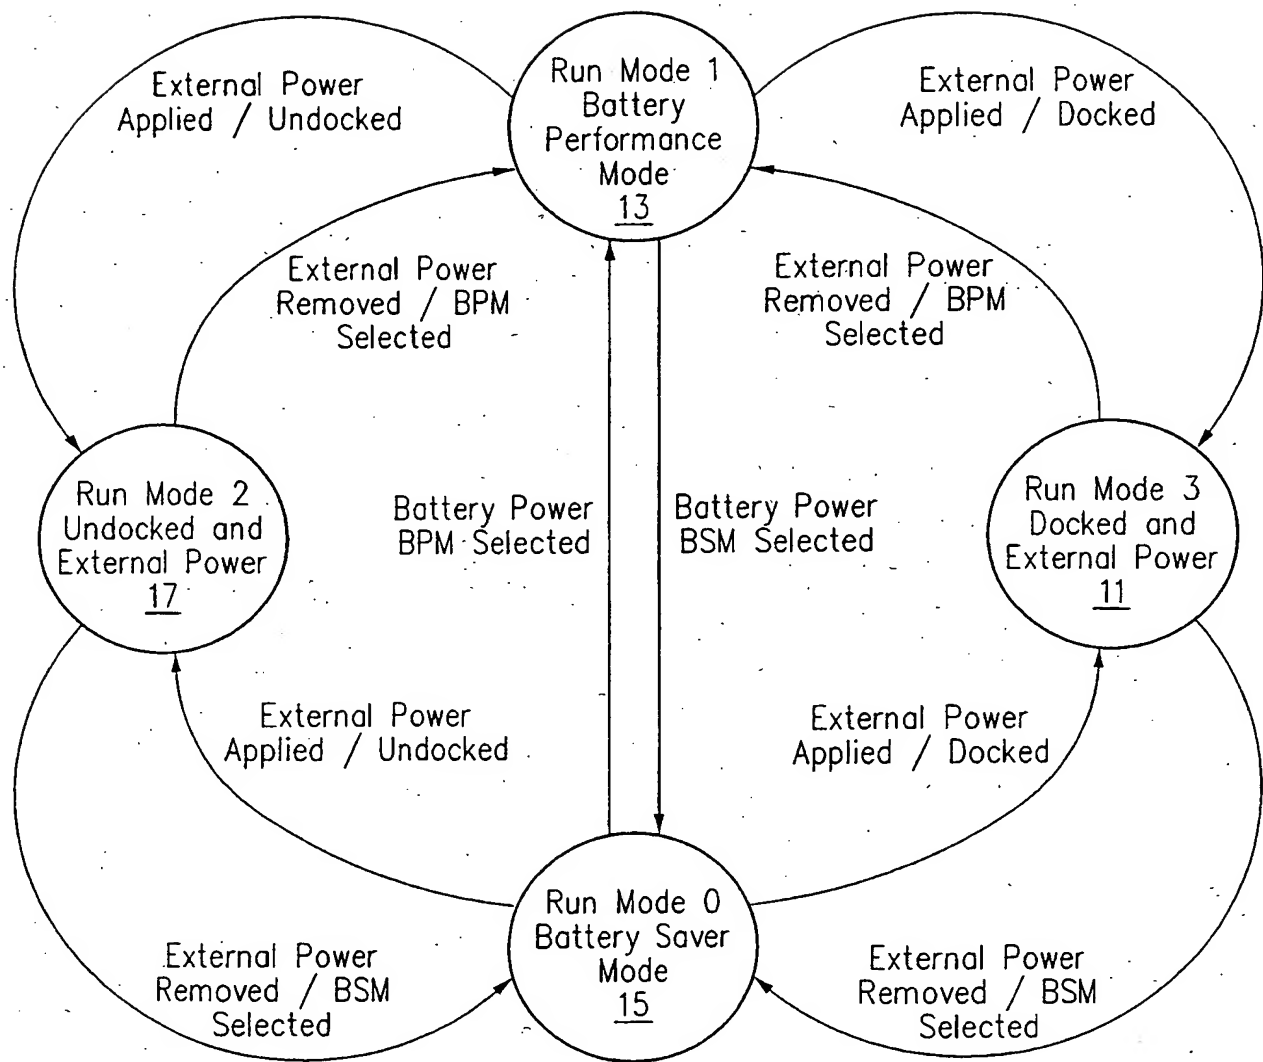 Run Mode 1
Battery
Performance
Mode
13
External Power
Applied / Undocked
External Power
Applied / Docked
External Power
Removed / BPM
Selected
External Power
Removed / BPM
Selected
Run Mode 2
Undocked and
External Power
17
Battery Power
BPM Selected
Battery Power
BSM Selected
Run Mode 3
Docked and
External Power
11
External Power
Applied / Undocked
External Power
Applied / Docked
Run Mode 0
Battery Saver
Mode
15
External Power
Removed / BSM
Selected
External Power
Removed / BSM
Selected